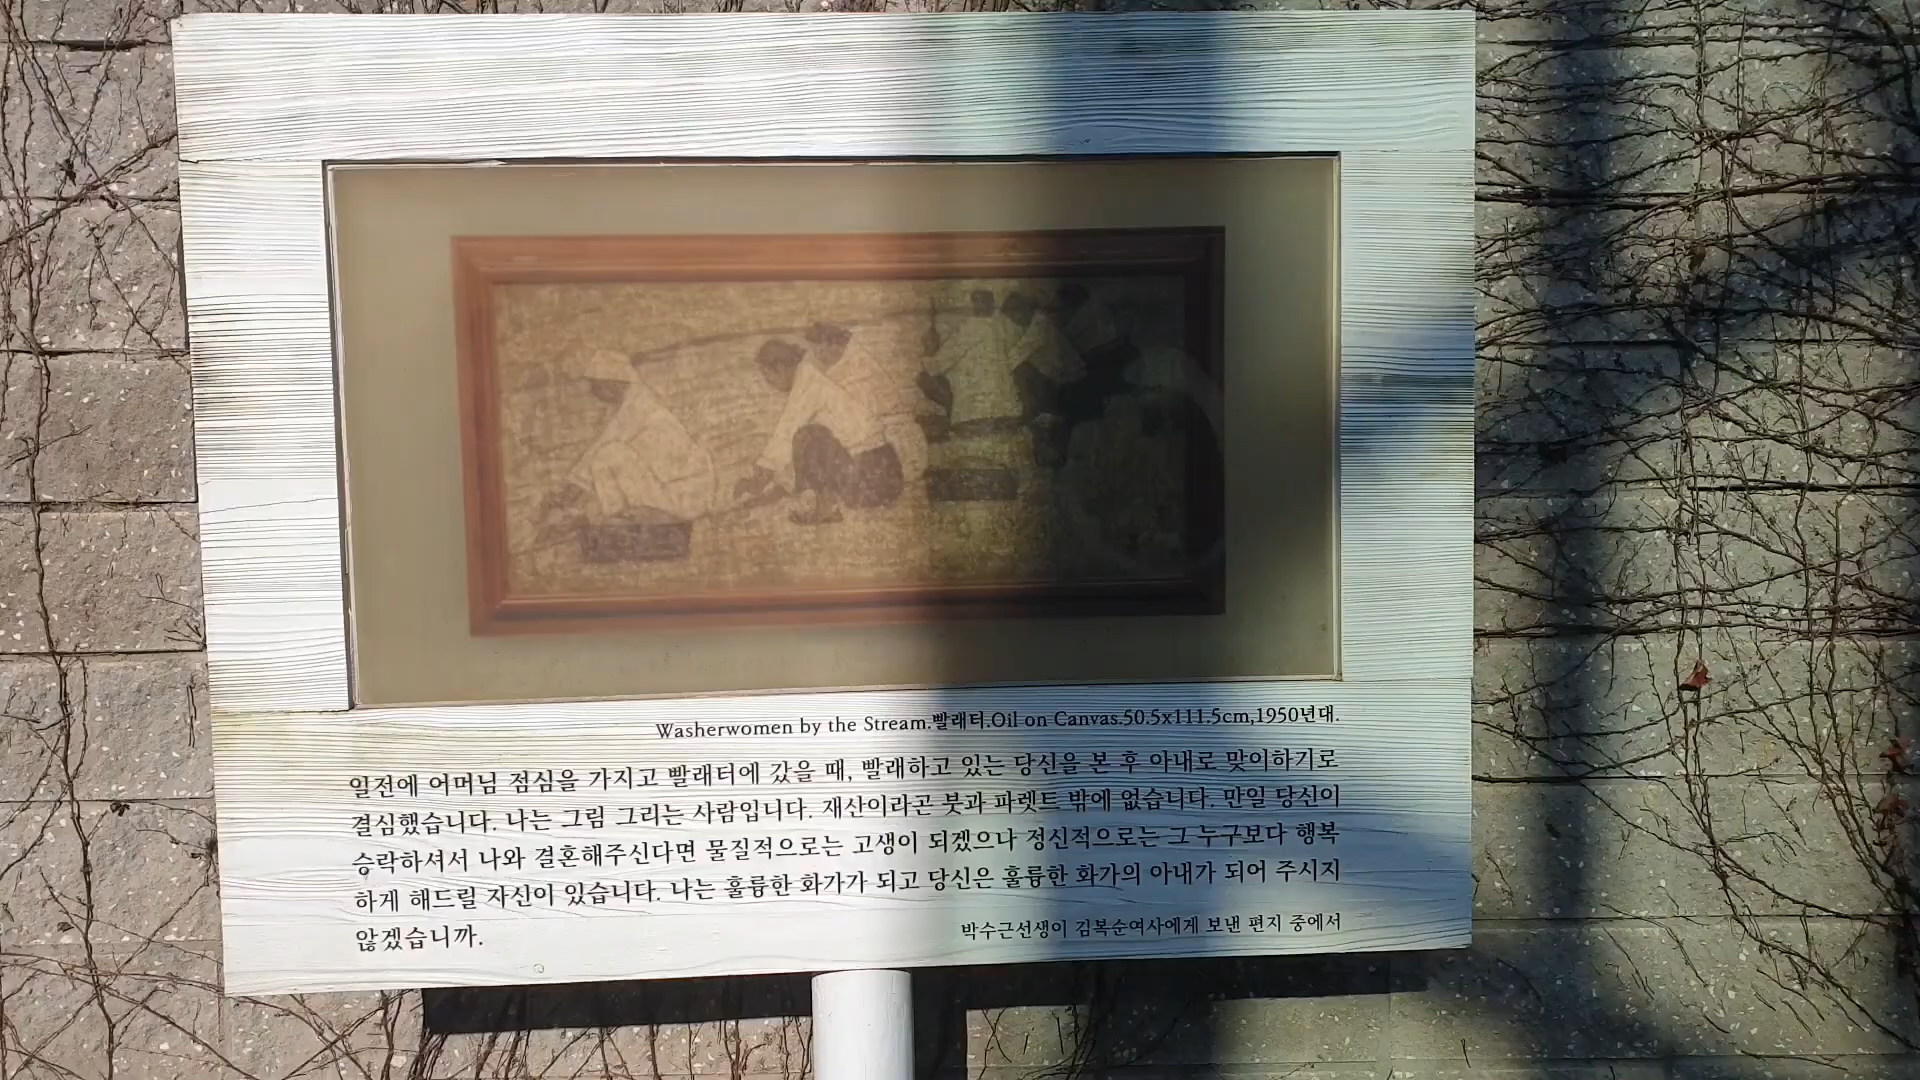 Washerwomen by the Stream.빨래터.Oil on Canvas.50.5x111.5cm,1950년대.
일전에 어머님 점심을 가지고 빨래터에 갔을 때, 빨래하고 있는 당신을 본 후 아내로 맞이하기로
결심했습니다. 나는 그림 그리는 사람입니다. 재산이라곤 붓과 파렛트 밖에 없습니다. 만일 당신이
승락하셔서 나와 결혼해주신다면 물질적으로는 고생이 되겠으나 정신적으로는 그 누구보다 행복
하게 해드릴 자신이 있습니다. 나는 훌륭한 화가가 되고 당신은 훌륭한 화가의 아내가 되어 주시지
않겠습니까.
박수근선생이 김복순여사에게 보낸 편지 중에서